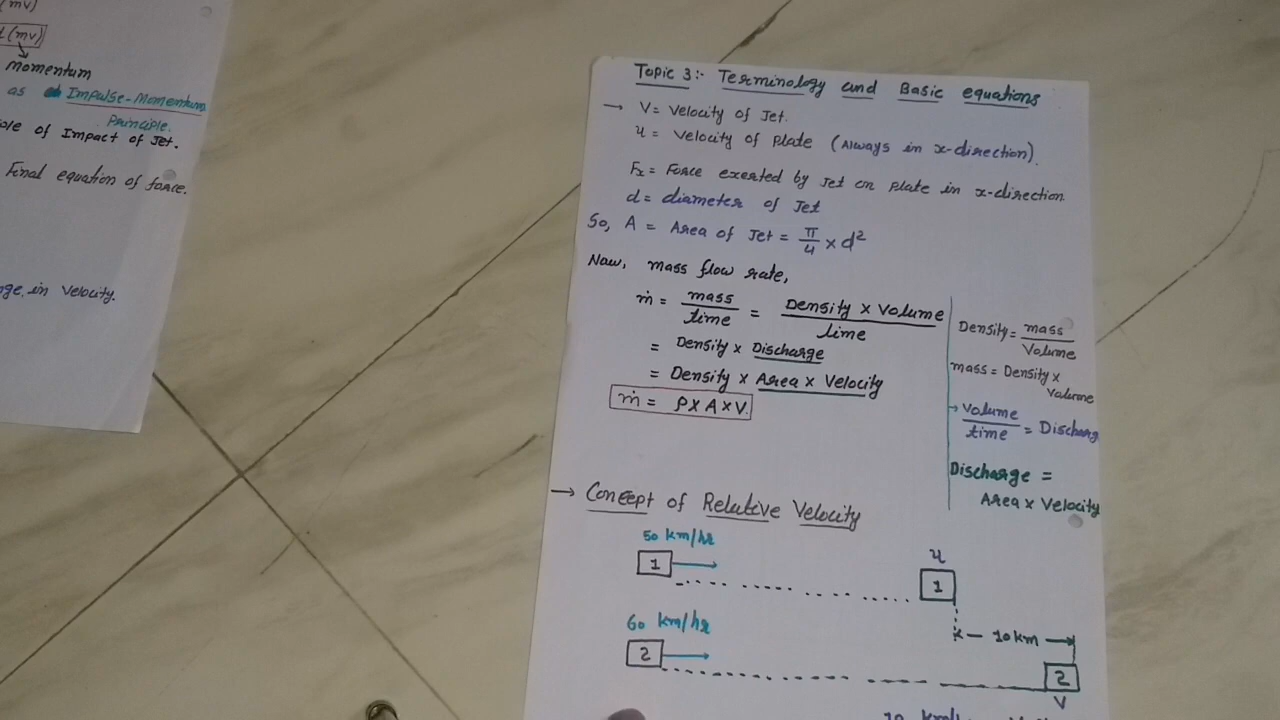 (mv)
(mv)
Momentum
as Impulse-Momentum
Principle.
of Impact of Jet.
Final equation of force.
in Velocity.
Topic 3:- Terminology and Basic equations
→ V = Velocity of Jet.
u = Velocity of Plate (Always in x-direction).
Fx = Force exerted by Jet on plate in x-direction
d = diameter of Jet
So, A = Area of Jet = π/4 × d²
Now, mass flow rate,
ṁ = mass/time = Density × Volume/time
= Density × Discharge
= Density × Area × Velocity
ṁ = ρ × A × V
Density = mass/Volume
mass = Density ×
Volume
→ Volume/time = Discharg
Discharge =
Area × Velocity
→ Concept of Relative Velocity
50 km/hr
1
u
1
10 km
60 km/hr
2
2
V